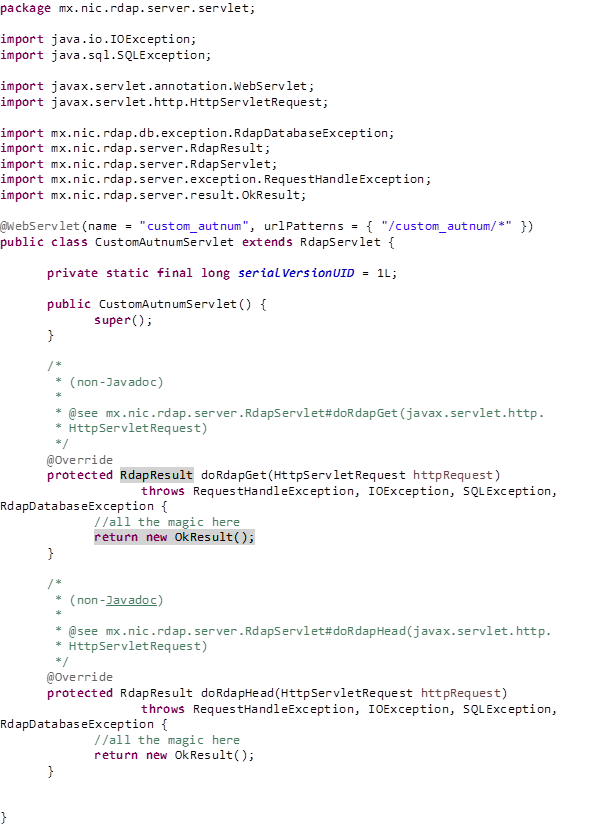 package mx.nic.rdap.server.servlet;

import java.io.IOException;
import java.sql.SQLException;

import javax.servlet.annotation.WebServlet;
import javax.servlet.http.HttpServletRequest;

import mx.nic.rdap.db.exception.RdapDatabaseException;
import mx.nic.rdap.server.RdapResult;
import mx.nic.rdap.server.RdapServlet;
import mx.nic.rdap.server.exception.RequestHandleException;
import mx.nic.rdap.server.result.OkResult;

@WebServlet(name = "custom_autnum", urlPatterns = { "/custom_autnum/*" })
public class CustomAutnumServlet extends RdapServlet {

      private static final long serialVersionUID = 1L;

      public CustomAutnumServlet() {
            super();
      }

      /*
       * (non-Javadoc)
       *
       * @see mx.nic.rdap.server.RdapServlet#doRdapGet(javax.servlet.http.
       * HttpServletRequest)
       */
      @Override
      protected RdapResult doRdapGet(HttpServletRequest httpRequest)
                  throws RequestHandleException, IOException, SQLException,
RdapDatabaseException {
            //all the magic here
            return new OkResult();
      }

      /*
       * (non-Javadoc)
       *
       * @see mx.nic.rdap.server.RdapServlet#doRdapHead(javax.servlet.http.
       * HttpServletRequest)
       */
      @Override
      protected RdapResult doRdapHead(HttpServletRequest httpRequest)
                  throws RequestHandleException, IOException, SQLException,
RdapDatabaseException {
            //all the magic here
            return new OkResult();
      }


}